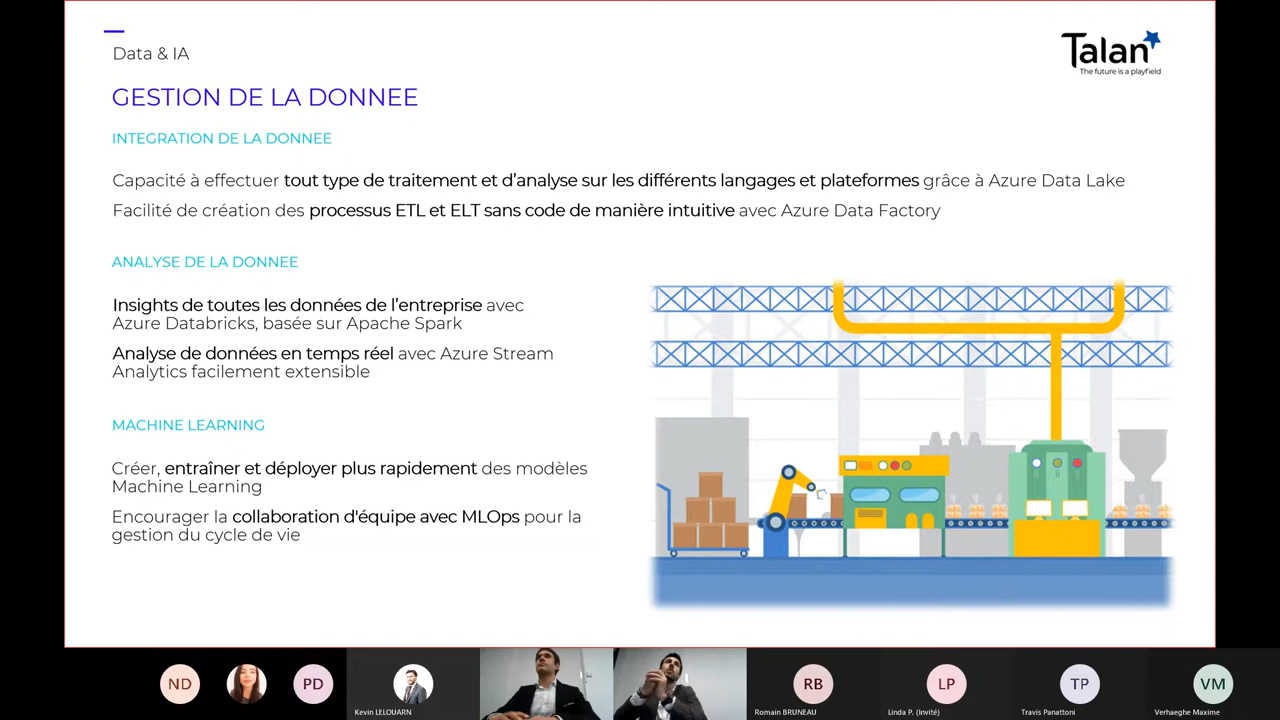 Data & IA
Talan
The future is a playfield
GESTION DE LA DONNEE
INTEGRATION DE LA DONNEE
Capacité à effectuer tout type de traitement et d’analyse sur les différents langages et plateformes grâce à Azure Data Lake
Facilité de création des processus ETL et ELT sans code de manière intuitive avec Azure Data Factory
ANALYSE DE LA DONNEE
Insights de toutes les données de l’entreprise avec
Azure Databricks, basée sur Apache Spark
Analyse de données en temps réel avec Azure Stream
Analytics facilement extensible
MACHINE LEARNING
Créer, entraîner et déployer plus rapidement des modèles
Machine Learning
Encourager la collaboration d'équipe avec MLOps pour la
gestion du cycle de vie
ND
PD
RB
LP
TP
VM
Kevin LELOUARN
Romain BRUNEAU
Linda P. (Invité)
Travis Panattoni
Verhaeghe Maxime